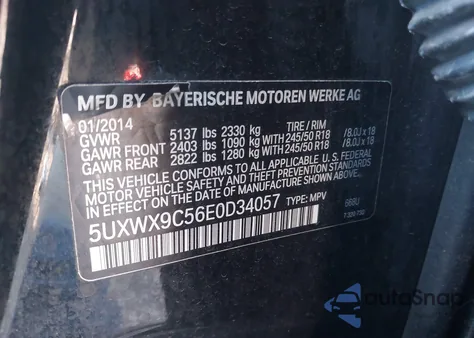 MFD BY BAYERISCHE MOTOREN WERKE AG
01/2014
GVWR 5137 lbs 2330 kg TIRE / RIM
GAWR FRONT 2403 lbs 1090 kg WITH 245/50 R18 /8.0J x 18
GAWR REAR 2822 lbs 1280 kg WITH 245/50 R18 /8.0J x 18
THIS VEHICLE CONFORMS TO ALL APPLICABLE U.S. FEDERAL
MOTOR VEHICLE SAFETY STANDARDS IN EFFECT ON THE
DATE OF MANUFACTURE SHOWN ABOVE.
5UXWX9C56E0D34057 TYPE: MPV
autoSnap